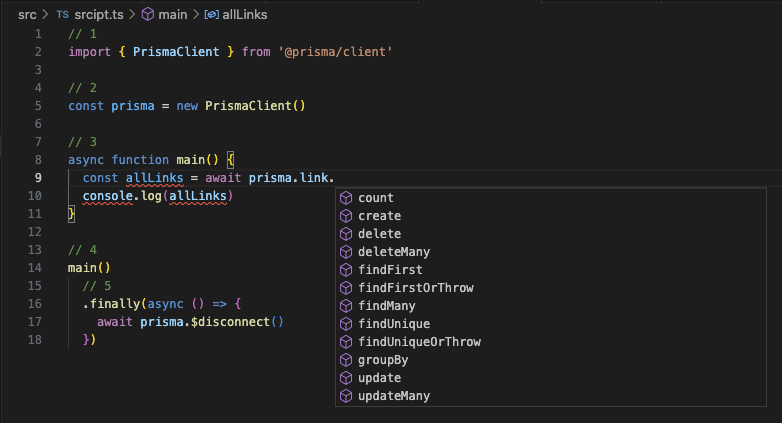 src > TS srcipt.ts > main > allLinks
1 // 1
2 import { PrismaClient } from '@prisma/client'
3
4 // 2
5 const prisma = new PrismaClient()
6
7 // 3
8 async function main() {
9 const allLinks = await prisma.link.
10 console.log(allLinks)
11 }
12
13 // 4
14 main()
15 // 5
16 .finally(async () => {
17 await prisma.$disconnect()
18 })
count
create
delete
deleteMany
findFirst
findFirstOrThrow
findMany
findUnique
findUniqueOrThrow
groupBy
update
updateMany